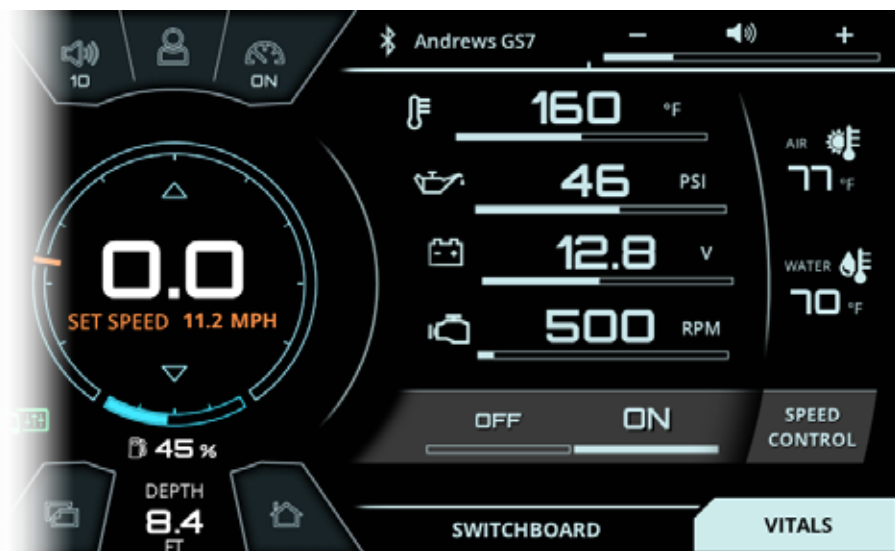 10
ON
Andrews GS7
− +
160 °F
46 PSI
12.8 V
500 RPM
AIR
77 °F
WATER
70 °F
0.0
SET SPEED 11.2 MPH
45 %
DEPTH
8.4
FT
OFF ON
SPEED
CONTROL
SWITCHBOARD
VITALS